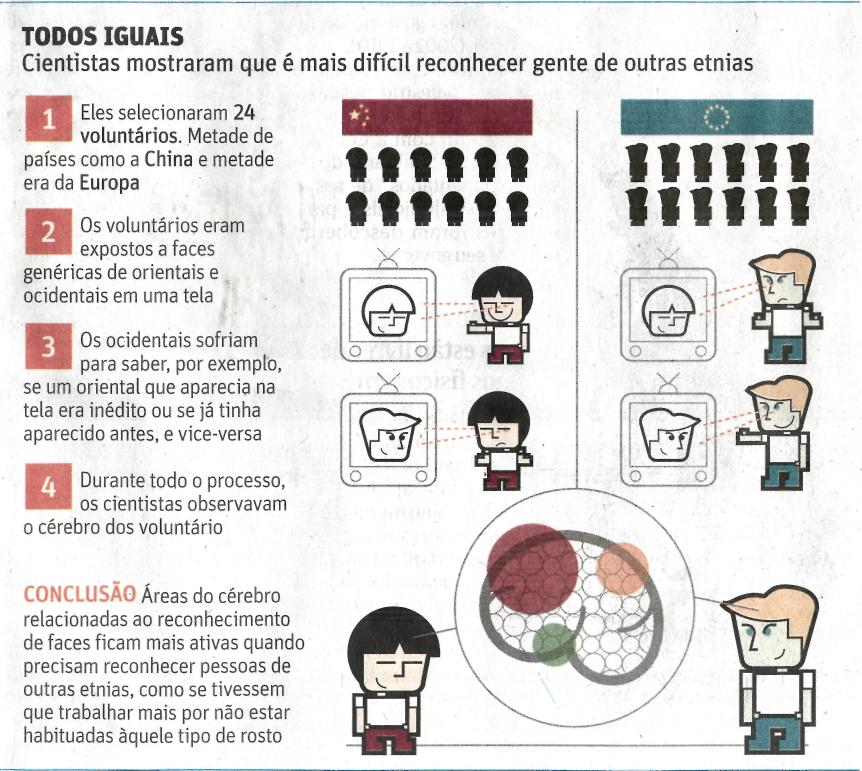 TODOS IGUAIS
Cientistas mostraram que é mais difícil reconhecer gente de outras etnias
1
Eles selecionaram 24
voluntários. Metade de
países como a China e metade
era da Europa
2
Os voluntários eram
expostos a faces
genéricas de orientais e
ocidentais em uma tela
3
Os ocidentais sofriam
para saber, por exemplo,
se um oriental que aparecia na
tela era inédito ou se já tinha
aparecido antes, e vice-versa
4
Durante todo o processo,
os cientistas observavam
o cérebro dos voluntário
CONCLUSÃO Áreas do cérebro
relacionadas ao reconhecimento
de faces ficam mais ativas quando
precisam reconhecer pessoas de
outras etnias, como se tivessem
que trabalhar mais por não estar
habituadas àquele tipo de rosto